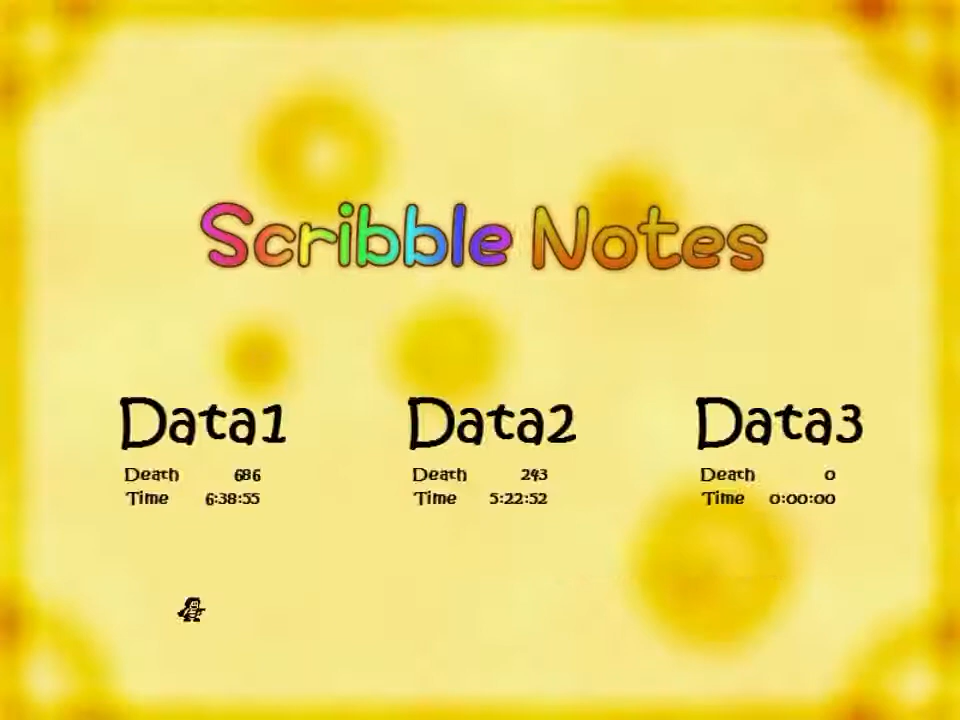 Scribble Notes
Data1 Data2 Data3
Death 686 Death 243 Death 0
Time 6:38:55 Time 5:22:52 Time 0:00:00